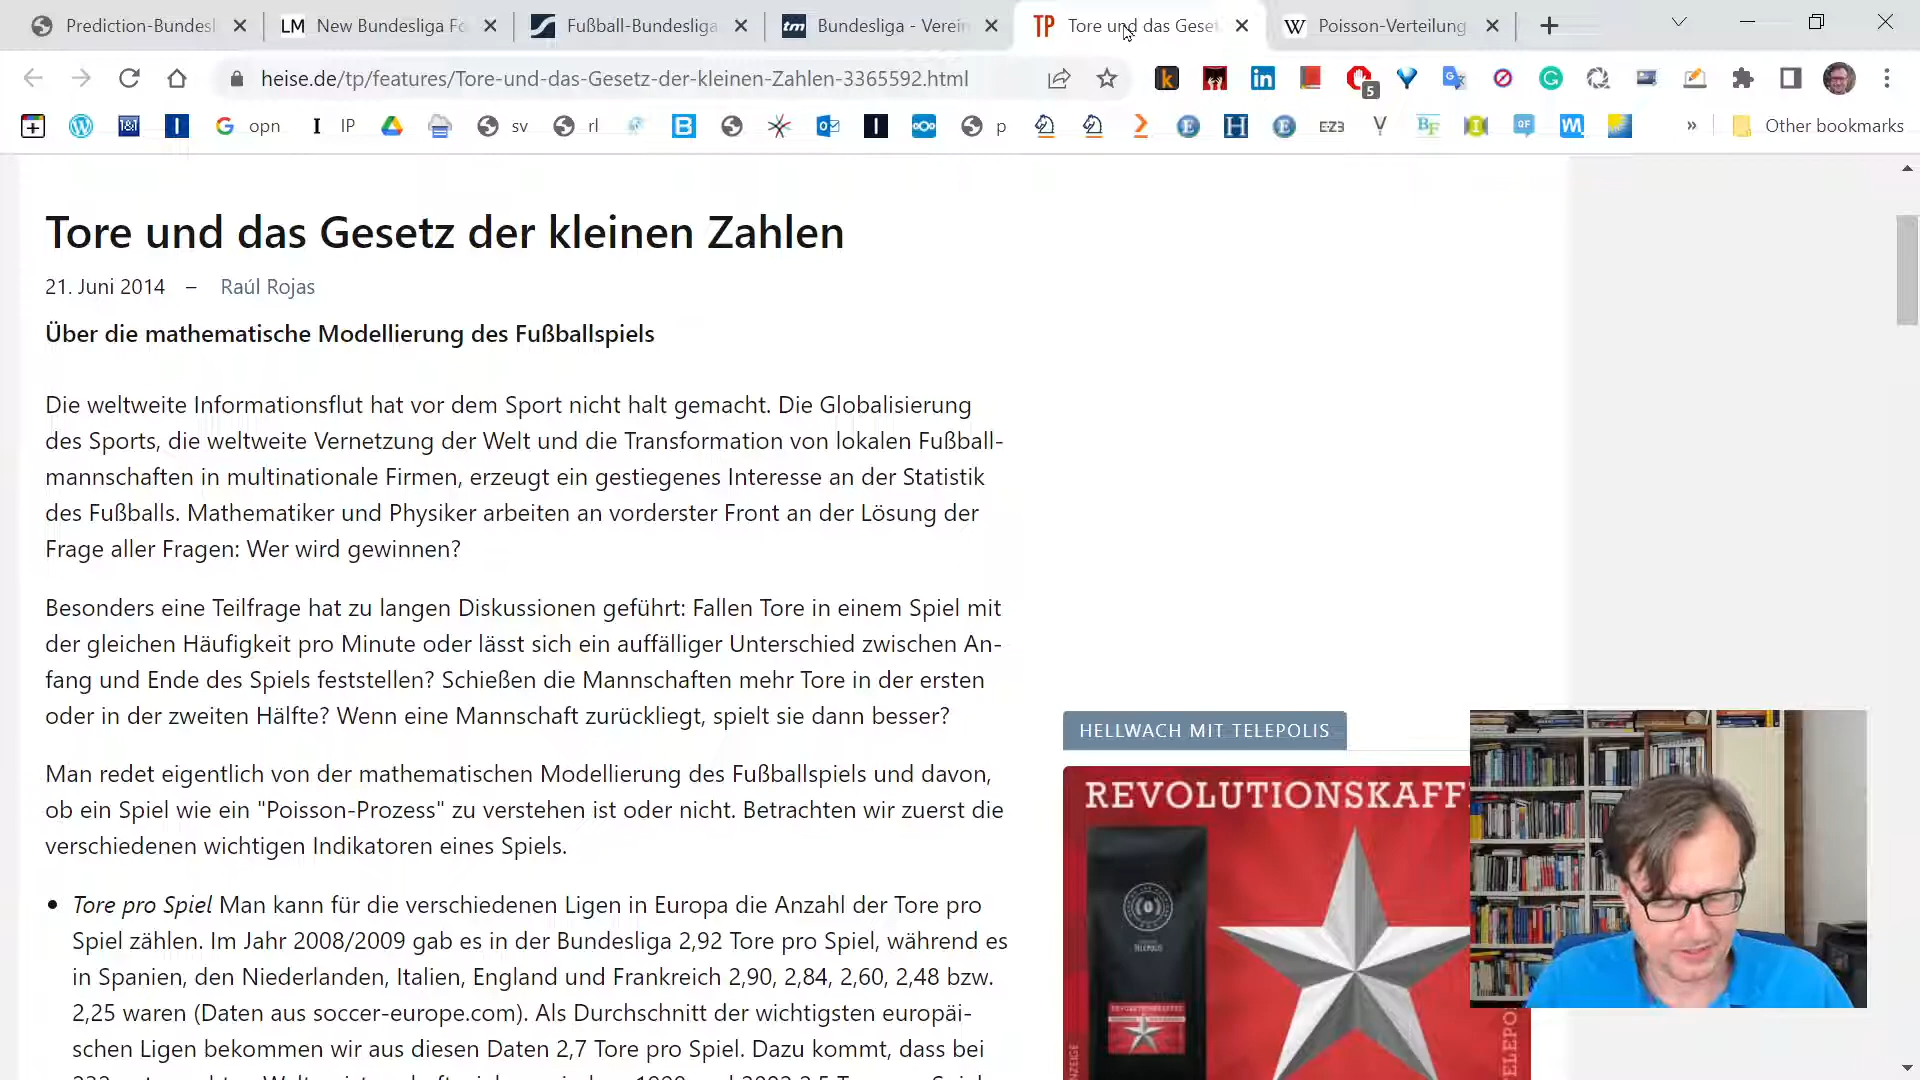 Prediction-Bundesl
LM New Bundesliga Fo
Fußball-Bundesliga
tm Bundesliga - Verein
TP Tore und das Geset
W Poisson-Verteilung
heise.de/tp/features/Tore-und-das-Gesetz-der-kleinen-Zahlen-3365592.html
5
opn
IP
sv
rl
p
EZB
BF
QF
Other bookmarks
Tore und das Gesetz der kleinen Zahlen
21. Juni 2014 – Raúl Rojas
Über die mathematische Modellierung des Fußballspiels
Die weltweite Informationsflut hat vor dem Sport nicht halt gemacht. Die Globalisierung
des Sports, die weltweite Vernetzung der Welt und die Transformation von lokalen Fußball-
mannschaften in multinationale Firmen, erzeugt ein gestiegenes Interesse an der Statistik
des Fußballs. Mathematiker und Physiker arbeiten an vorderster Front an der Lösung der
Frage aller Fragen: Wer wird gewinnen?
Besonders eine Teilfrage hat zu langen Diskussionen geführt: Fallen Tore in einem Spiel mit
der gleichen Häufigkeit pro Minute oder lässt sich ein auffälliger Unterschied zwischen An-
fang und Ende des Spiels feststellen? Schießen die Mannschaften mehr Tore in der ersten
oder in der zweiten Hälfte? Wenn eine Mannschaft zurückliegt, spielt sie dann besser?
Man redet eigentlich von der mathematischen Modellierung des Fußballspiels und davon,
ob ein Spiel wie ein "Poisson-Prozess" zu verstehen ist oder nicht. Betrachten wir zuerst die
verschiedenen wichtigen Indikatoren eines Spiels.
• Tore pro Spiel Man kann für die verschiedenen Ligen in Europa die Anzahl der Tore pro
Spiel zählen. Im Jahr 2008/2009 gab es in der Bundesliga 2,92 Tore pro Spiel, während es
in Spanien, den Niederlanden, Italien, England und Frankreich 2,90, 2,84, 2,60, 2,48 bzw.
2,25 waren (Daten aus soccer-europe.com). Als Durchschnitt der wichtigsten europäi-
schen Ligen bekommen wir aus diesen Daten 2,7 Tore pro Spiel. Dazu kommt, dass bei
HELLWACH MIT TELEPOLIS
REVOLUTIONSKAFF
TELEPOLIS
REVOLUTIONSKAFFEE
ANZEIGE
TELEPO